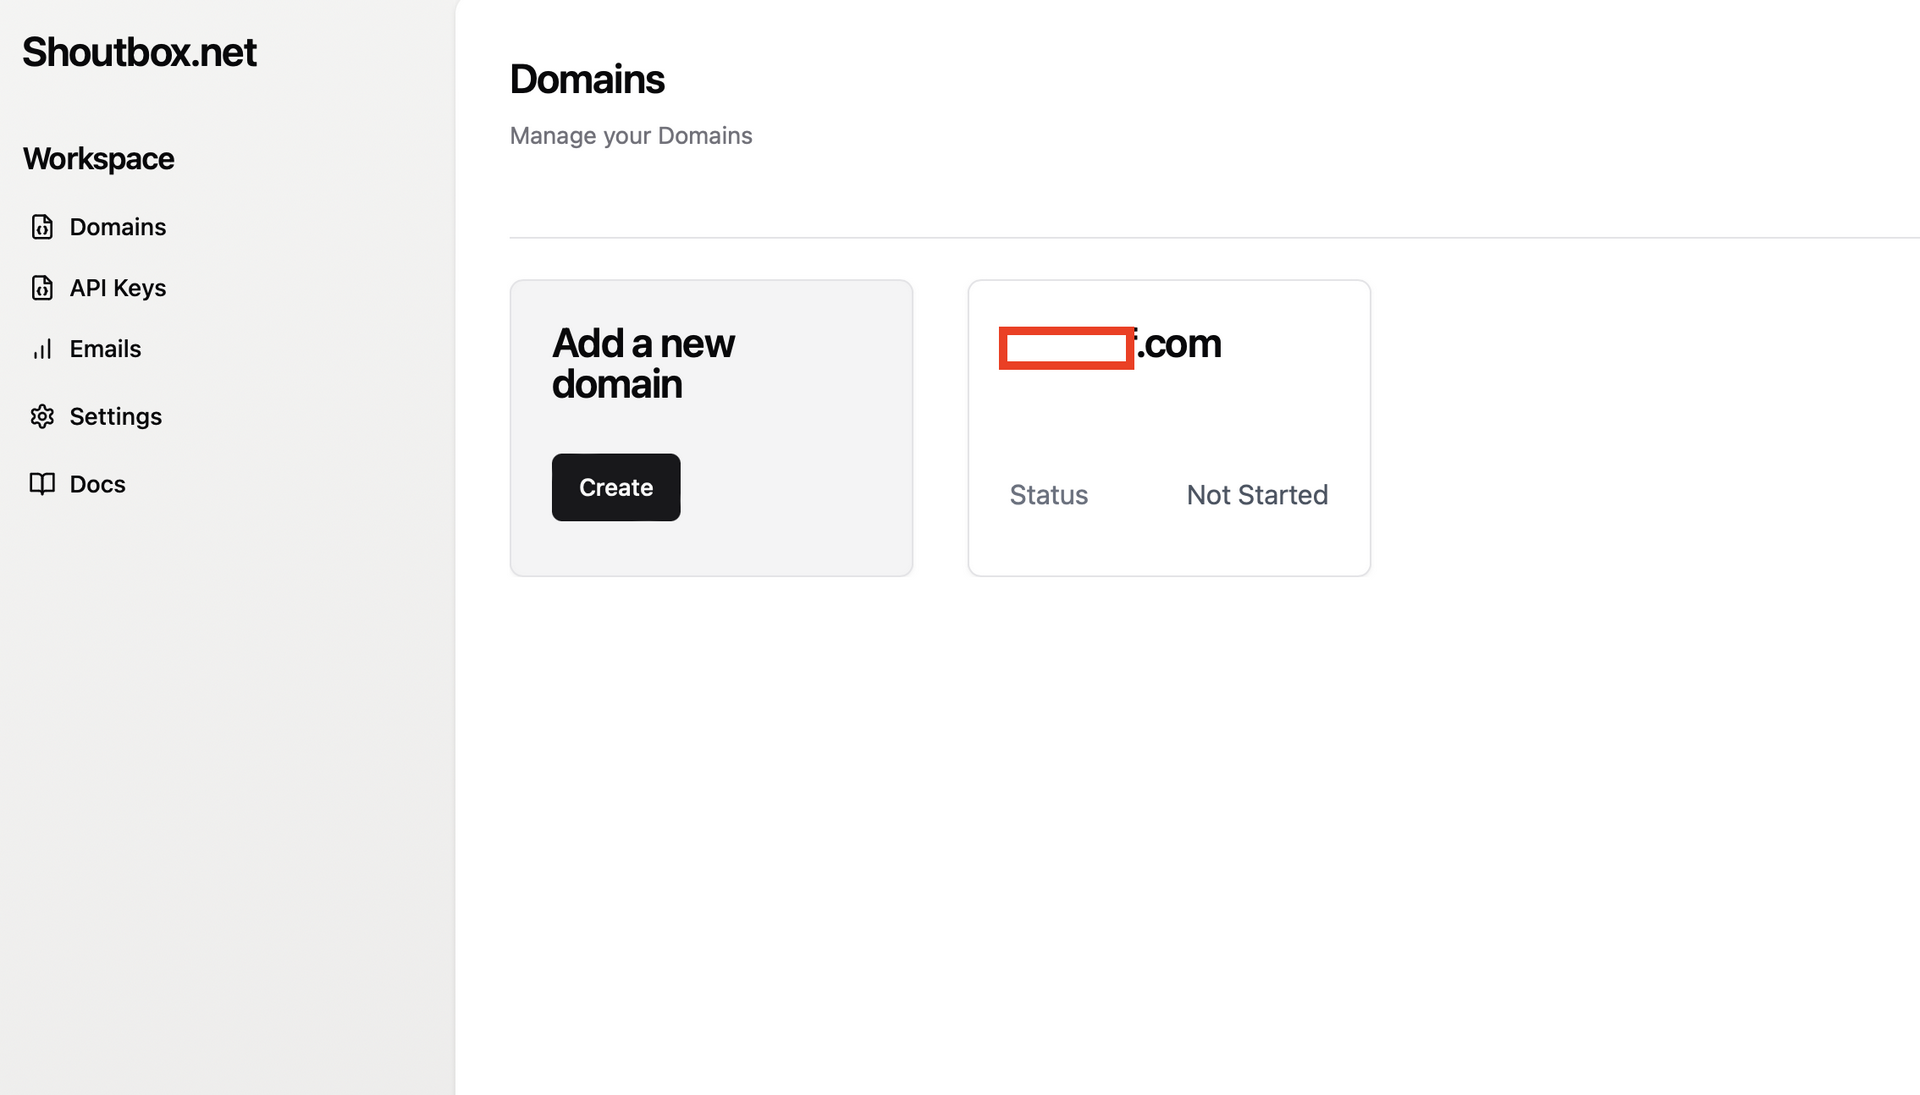 Shoutbox.net
Workspace
Domains
API Keys
Emails
Settings
Docs
Domains
Manage your Domains
Add a new
domain
Create
.com
Status Not Started